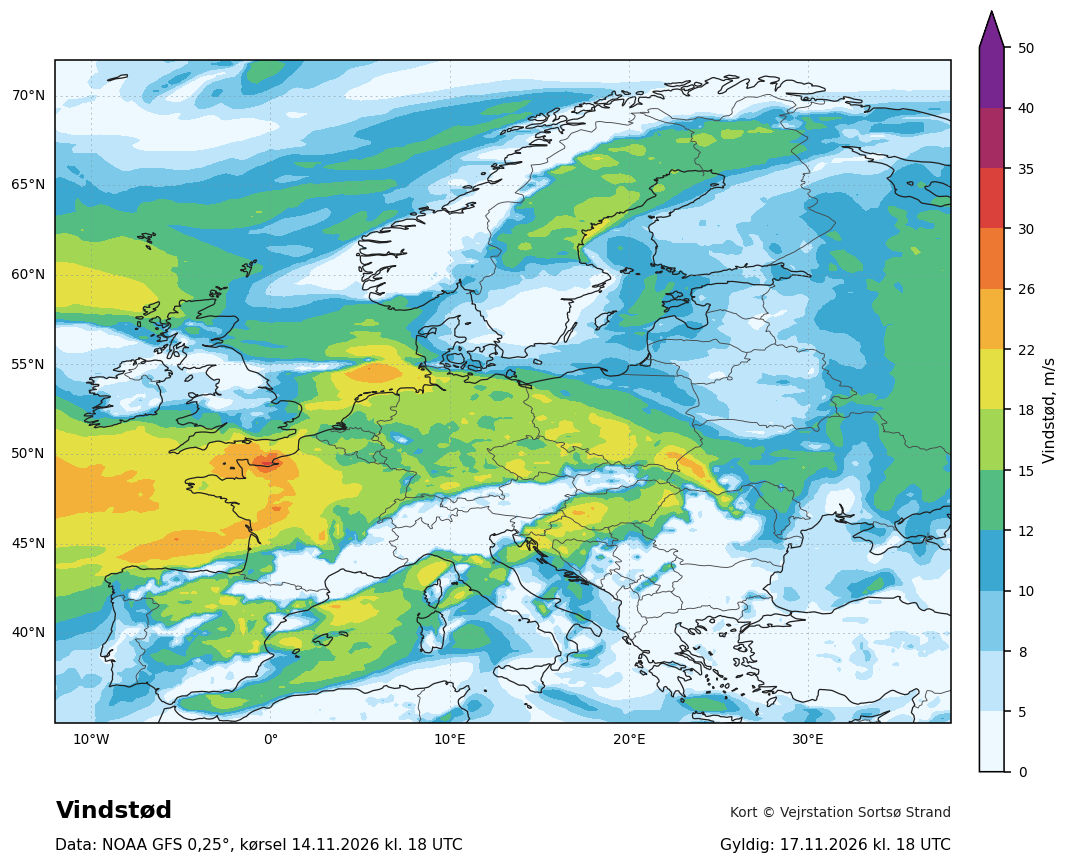 50
40
35
30
26
22
18
15
12
10
8
5
0
Vindstød, m/s
70°N
65°N
60°N
55°N
50°N
45°N
40°N
10°W
0°
10°E
20°E
30°E
Vindstød
Kort © Vejrstation Sortsø Strand
Data: NOAA GFS 0,25°, kørsel 14.11.2026 kl. 18 UTC
Gyldig: 17.11.2026 kl. 18 UTC